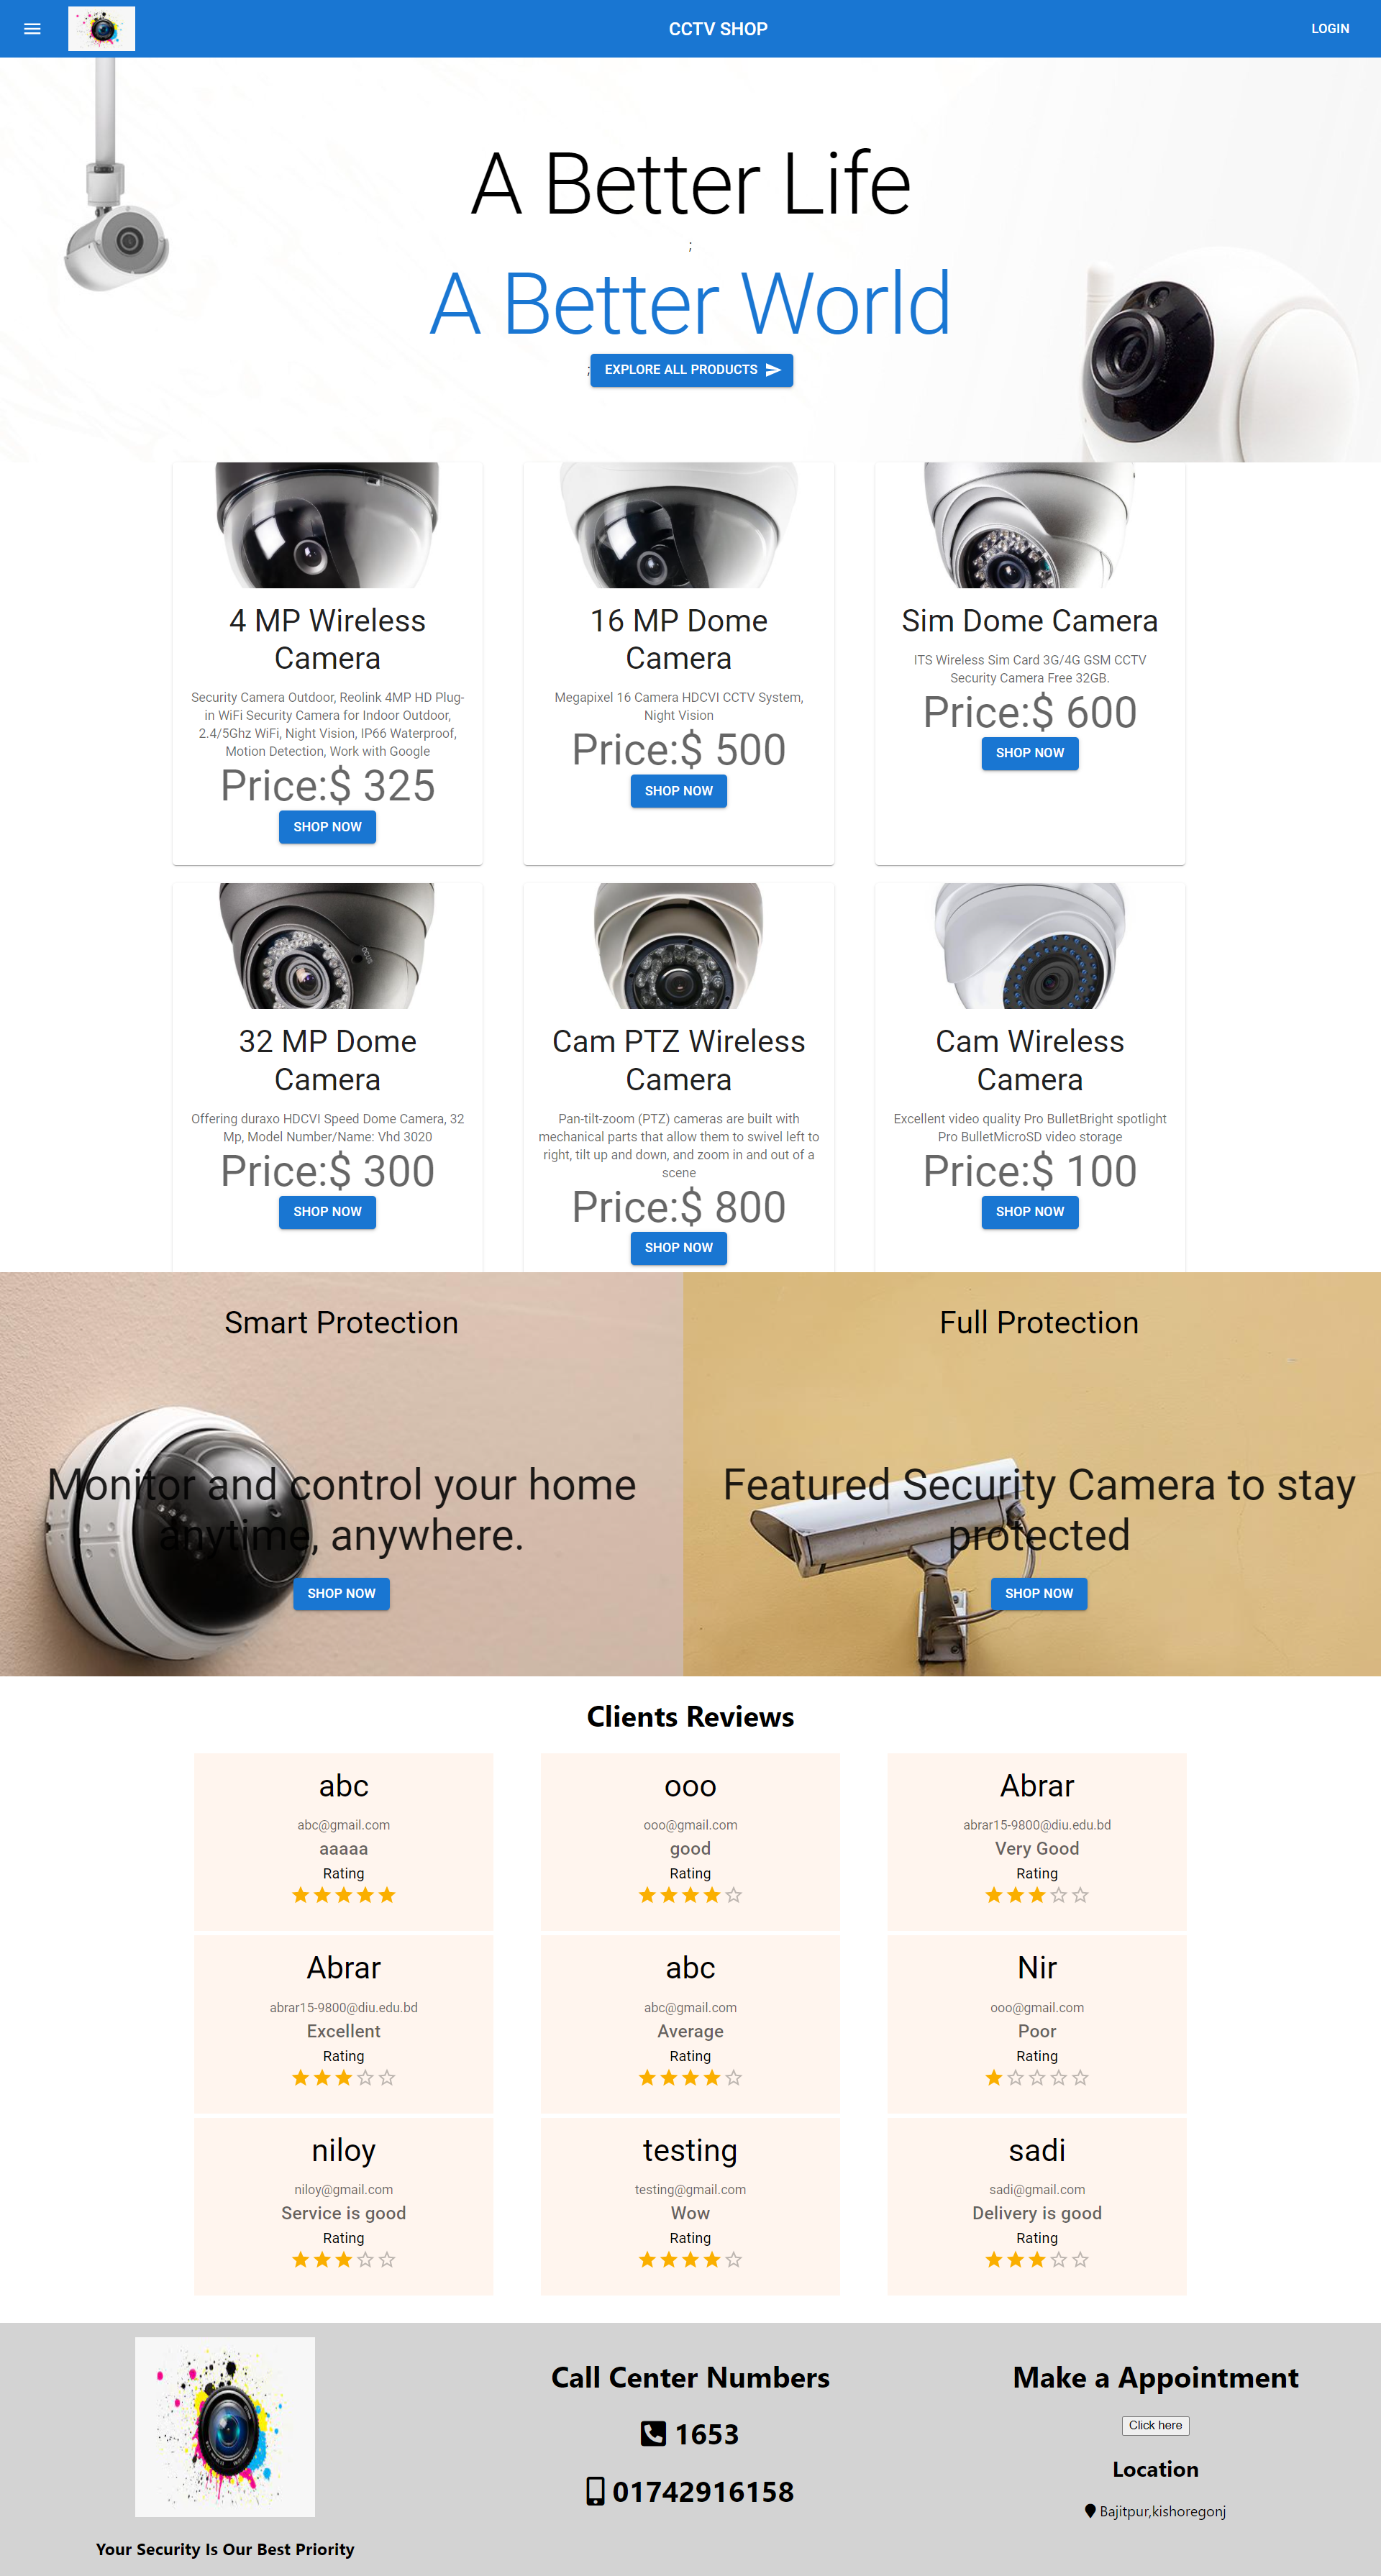 CCTV SHOP
LOGIN
A Better Life
;
A Better World
;
EXPLORE ALL PRODUCTS
4 MP Wireless
Camera
Security Camera Outdoor, Reolink 4MP HD Plug-
in WiFi Security Camera for Indoor Outdoor,
2.4/5Ghz WiFi, Night Vision, IP66 Waterproof,
Motion Detection, Work with Google
Price:$ 325
SHOP NOW
16 MP Dome
Camera
Megapixel 16 Camera HDCVI CCTV System,
Night Vision
Price:$ 500
SHOP NOW
Sim Dome Camera
ITS Wireless Sim Card 3G/4G GSM CCTV
Security Camera Free 32GB.
Price:$ 600
SHOP NOW
32 MP Dome
Camera
Offering duraxo HDCVI Speed Dome Camera, 32
Mp, Model Number/Name: Vhd 3020
Price:$ 300
SHOP NOW
Cam PTZ Wireless
Camera
Pan-tilt-zoom (PTZ) cameras are built with
mechanical parts that allow them to swivel left to
right, tilt up and down, and zoom in and out of a
scene
Price:$ 800
SHOP NOW
Cam Wireless
Camera
Excellent video quality Pro BulletBright spotlight
Pro BulletMicroSD video storage
Price:$ 100
SHOP NOW
Smart Protection
Monitor and control your home
anytime, anywhere.
SHOP NOW
Full Protection
Featured Security Camera to stay
protected
SHOP NOW
Clients Reviews
abc
abc@gmail.com
aaaaa
Rating
ooo
ooo@gmail.com
good
Rating
Abrar
abrar15-9800@diu.edu.bd
Very Good
Rating
Abrar
abrar15-9800@diu.edu.bd
Excellent
Rating
abc
abc@gmail.com
Average
Rating
Nir
ooo@gmail.com
Poor
Rating
niloy
niloy@gmail.com
Service is good
Rating
testing
testing@gmail.com
Wow
Rating
sadi
sadi@gmail.com
Delivery is good
Rating
Your Security Is Our Best Priority
Call Center Numbers
1653
01742916158
Make a Appointment
Click here
Location
Bajitpur,kishoregonj